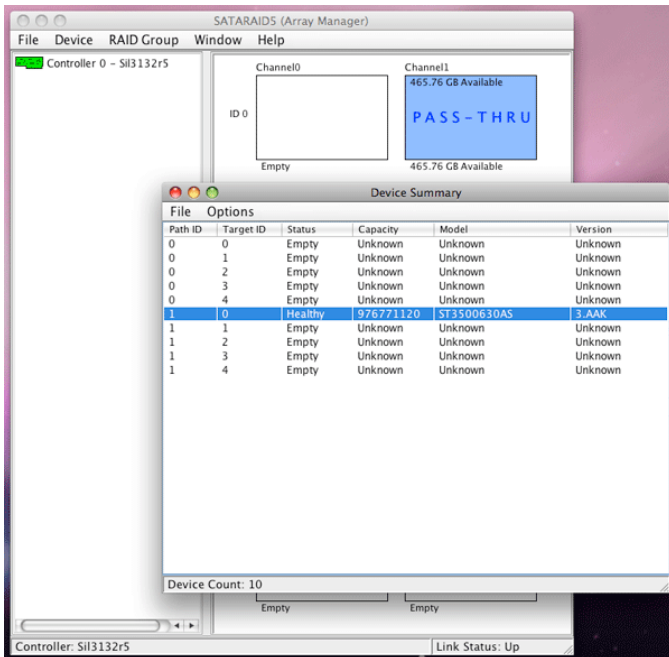 SATARAID5 (Array Manager)
File Device RAID Group Window Help
Controller 0 - SiI3132r5
Channel0 Channel1
465.76 GB Available
ID 0
PASS-THRU
Empty 465.76 GB Available
Device Summary
File Options
Path ID Target ID Status Capacity Model Version
0 0 Empty Unknown Unknown Unknown
0 1 Empty Unknown Unknown Unknown
0 2 Empty Unknown Unknown Unknown
0 3 Empty Unknown Unknown Unknown
0 4 Empty Unknown Unknown Unknown
1 0 Healthy 976771120 ST3500630AS 3.AAK
1 1 Empty Unknown Unknown Unknown
1 2 Empty Unknown Unknown Unknown
1 3 Empty Unknown Unknown Unknown
1 4 Empty Unknown Unknown Unknown
Device Count: 10
Empty Empty
Controller: SiI3132r5 Link Status: Up